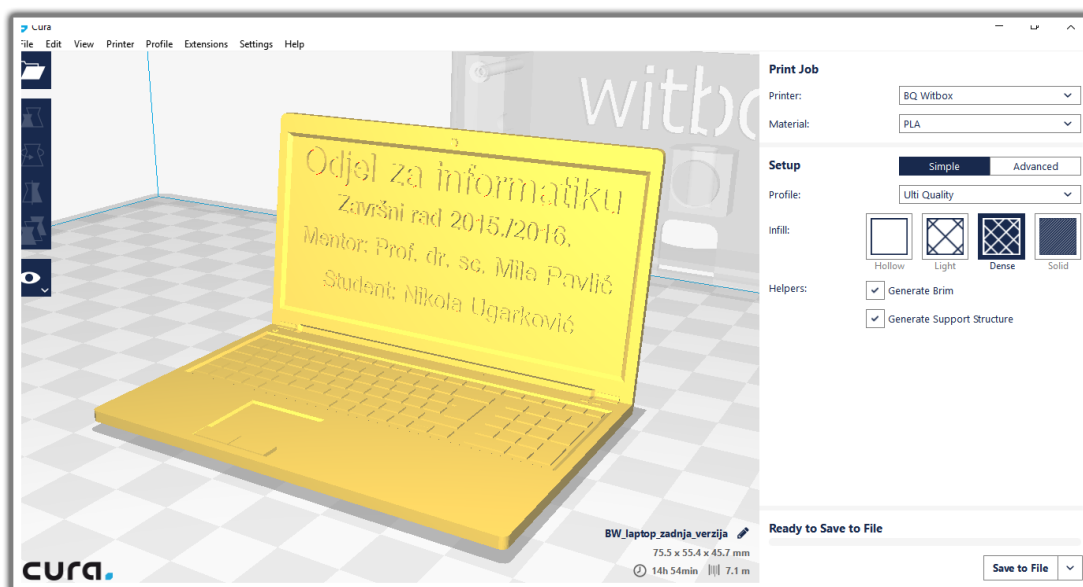 Cura
File Edit View Printer Profile Extensions Settings Help
witbo
Odjel za informatiku
Završni rad 2015./2016.
Mentor: Prof. dr. sc. Mile Pavlić
Student: Nikola Ugarković
Print Job
Printer: BQ Witbox
Material: PLA
Setup Simple Advanced
Profile: Ulti Quality
Infill:
Hollow Light Dense Solid
Helpers: Generate Brim
Generate Support Structure
BW_laptop_zadnja_verzija
75.5 x 55.4 x 45.7 mm
14h 54min 7.1 m
cura.
Ready to Save to File
Save to File